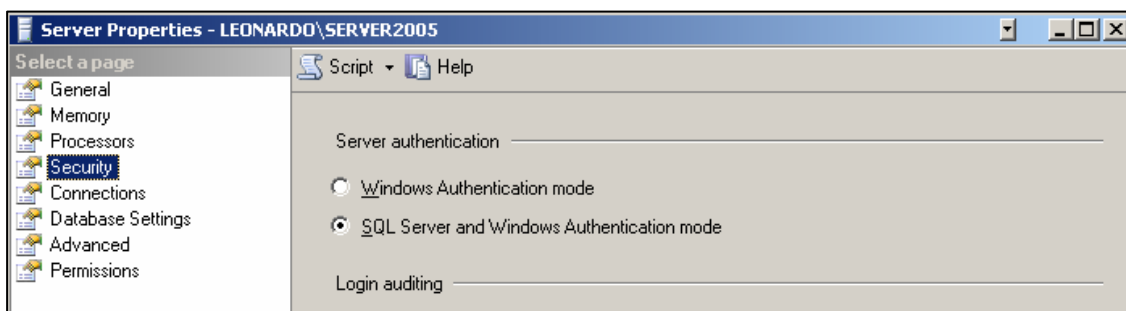 Server Properties - LEONARDO\SERVER2005
Select a page
General
Memory
Processors
Security
Connections
Database Settings
Advanced
Permissions
Script
Help
Server authentication
Windows Authentication mode
SQL Server and Windows Authentication mode
Login auditing